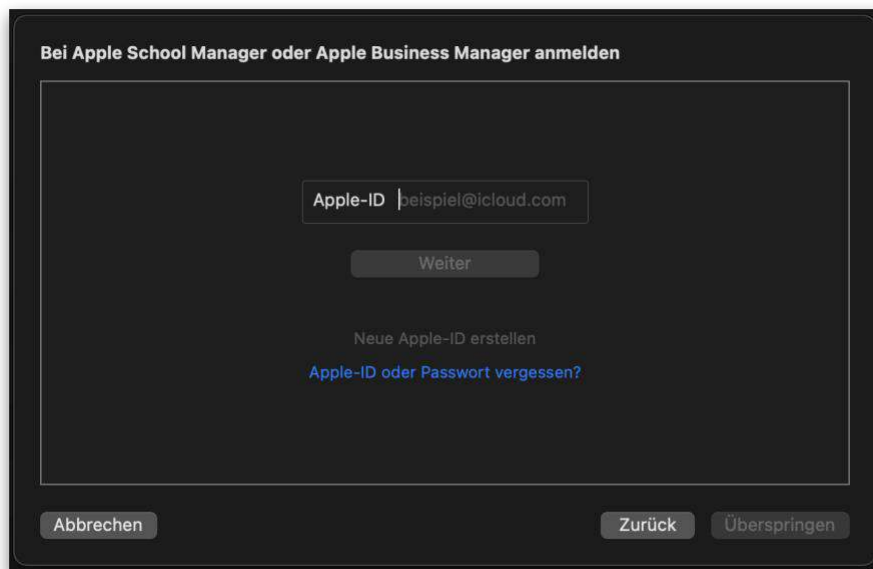 Bei Apple School Manager oder Apple Business Manager anmelden
Apple-ID beispiel@icloud.com
Weiter
Neue Apple-ID erstellen
Apple-ID oder Passwort vergessen?
Abbrechen Zurück Überspringen